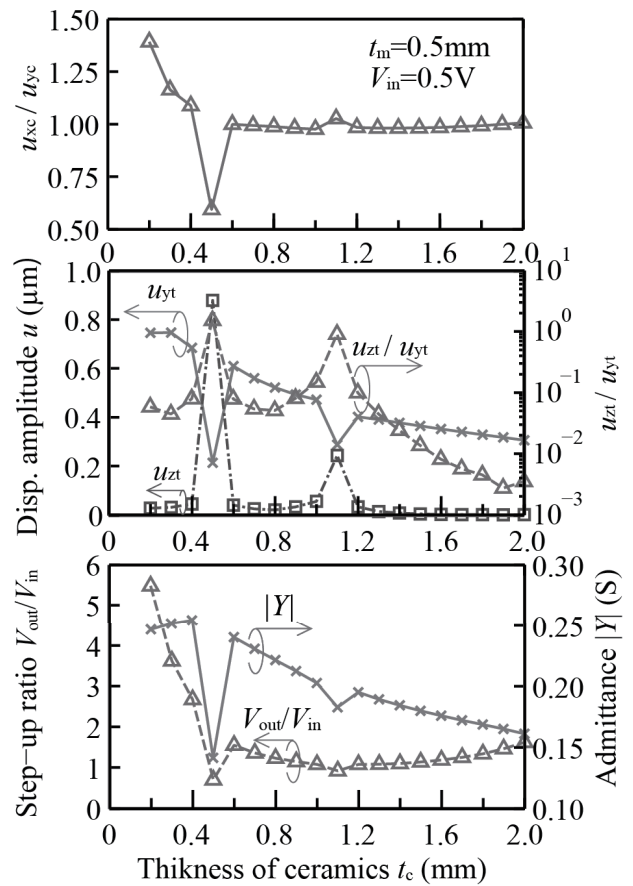 1.50
1.25
1.00
0.75
0.50
u_xc / u_yc
t_m=0.5mm
V_in=0.5V
0 0.4 0.8 1.2 1.6 2.0
1.0
0.8
0.6
0.4
0.2
0
Disp. amplitude u (μm)
u_yt
u_zt
u_zt / u_yt
10^1
10^0
10^−1
10^−2
10^−3
u_zt / u_yt
0 0.4 0.8 1.2 1.6 2.0
6
5
4
3
2
1
0
Step−up ratio V_out/V_in
|Y|
V_out/V_in
0.30
0.25
0.20
0.15
0.10
Admittance |Y| (S)
0 0.4 0.8 1.2 1.6 2.0
Thikness of ceramics t_c (mm)